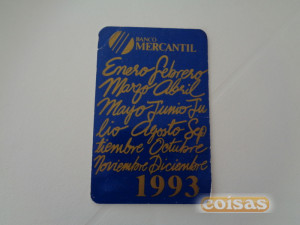 BANCO
MERCANTIL
Enero Febrero
Marzo Abril
Mayo Junio Ju
lio Agosto Sep
tiembre Octubre
Noviembre Diciembre
1993
coisas